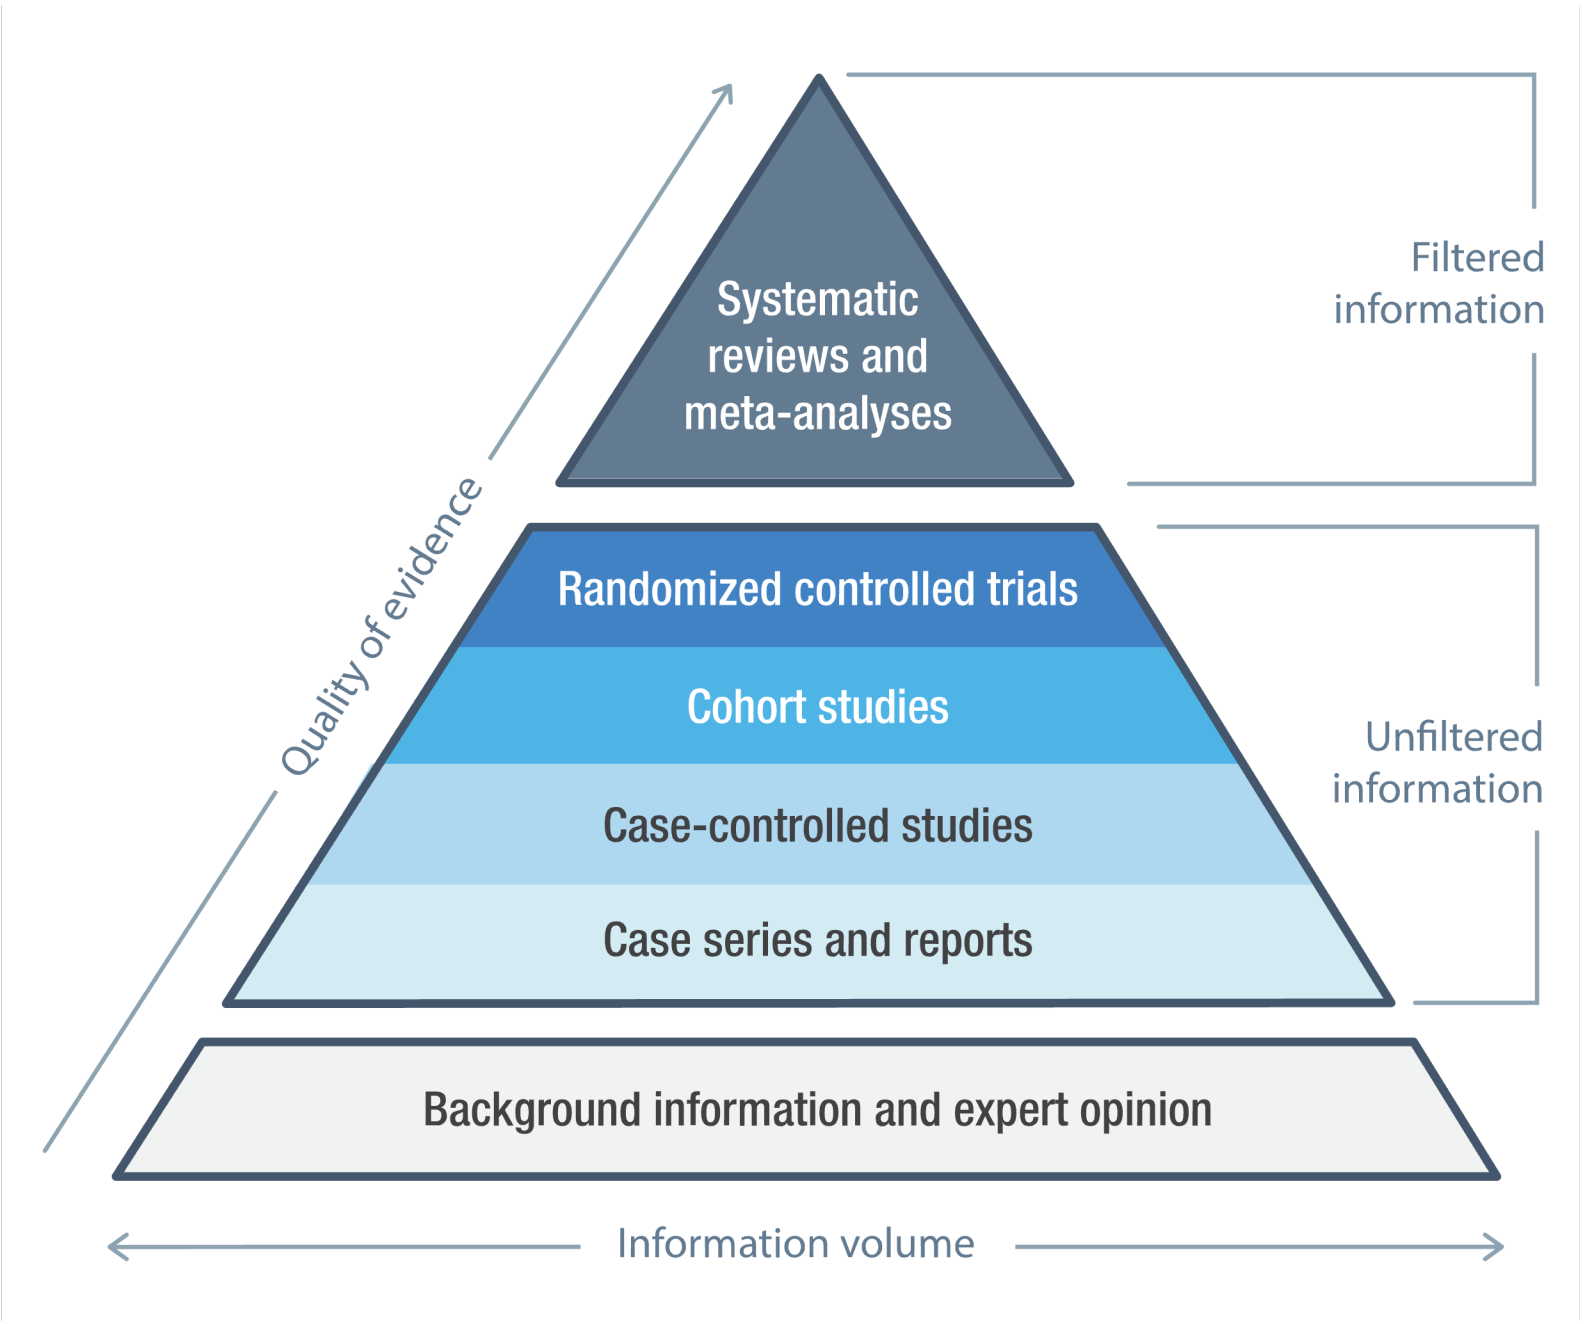 Systematic
reviews and
meta-analyses
Filtered
information
Quality of evidence
Randomized controlled trials
Cohort studies
Unfiltered
information
Case-controlled studies
Case series and reports
Background information and expert opinion
Information volume